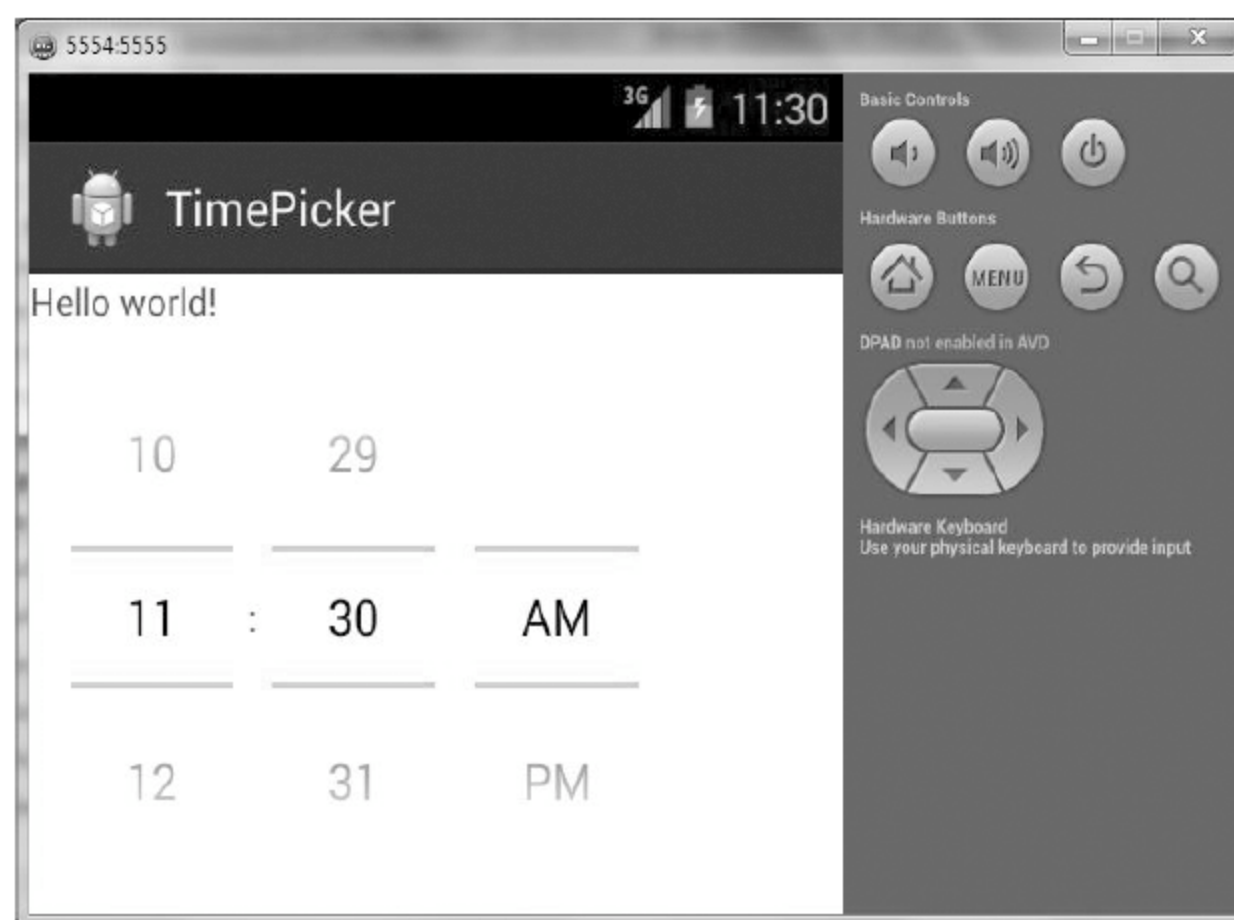 5554:5555
3G 11:30
TimePicker
Hello world!
10 29
11 : 30 AM
12 31 PM
Basic Controls
Hardware Buttons
MENU
DPAD not enabled in AVD
Hardware Keyboard
Use your physical keyboard to provide input